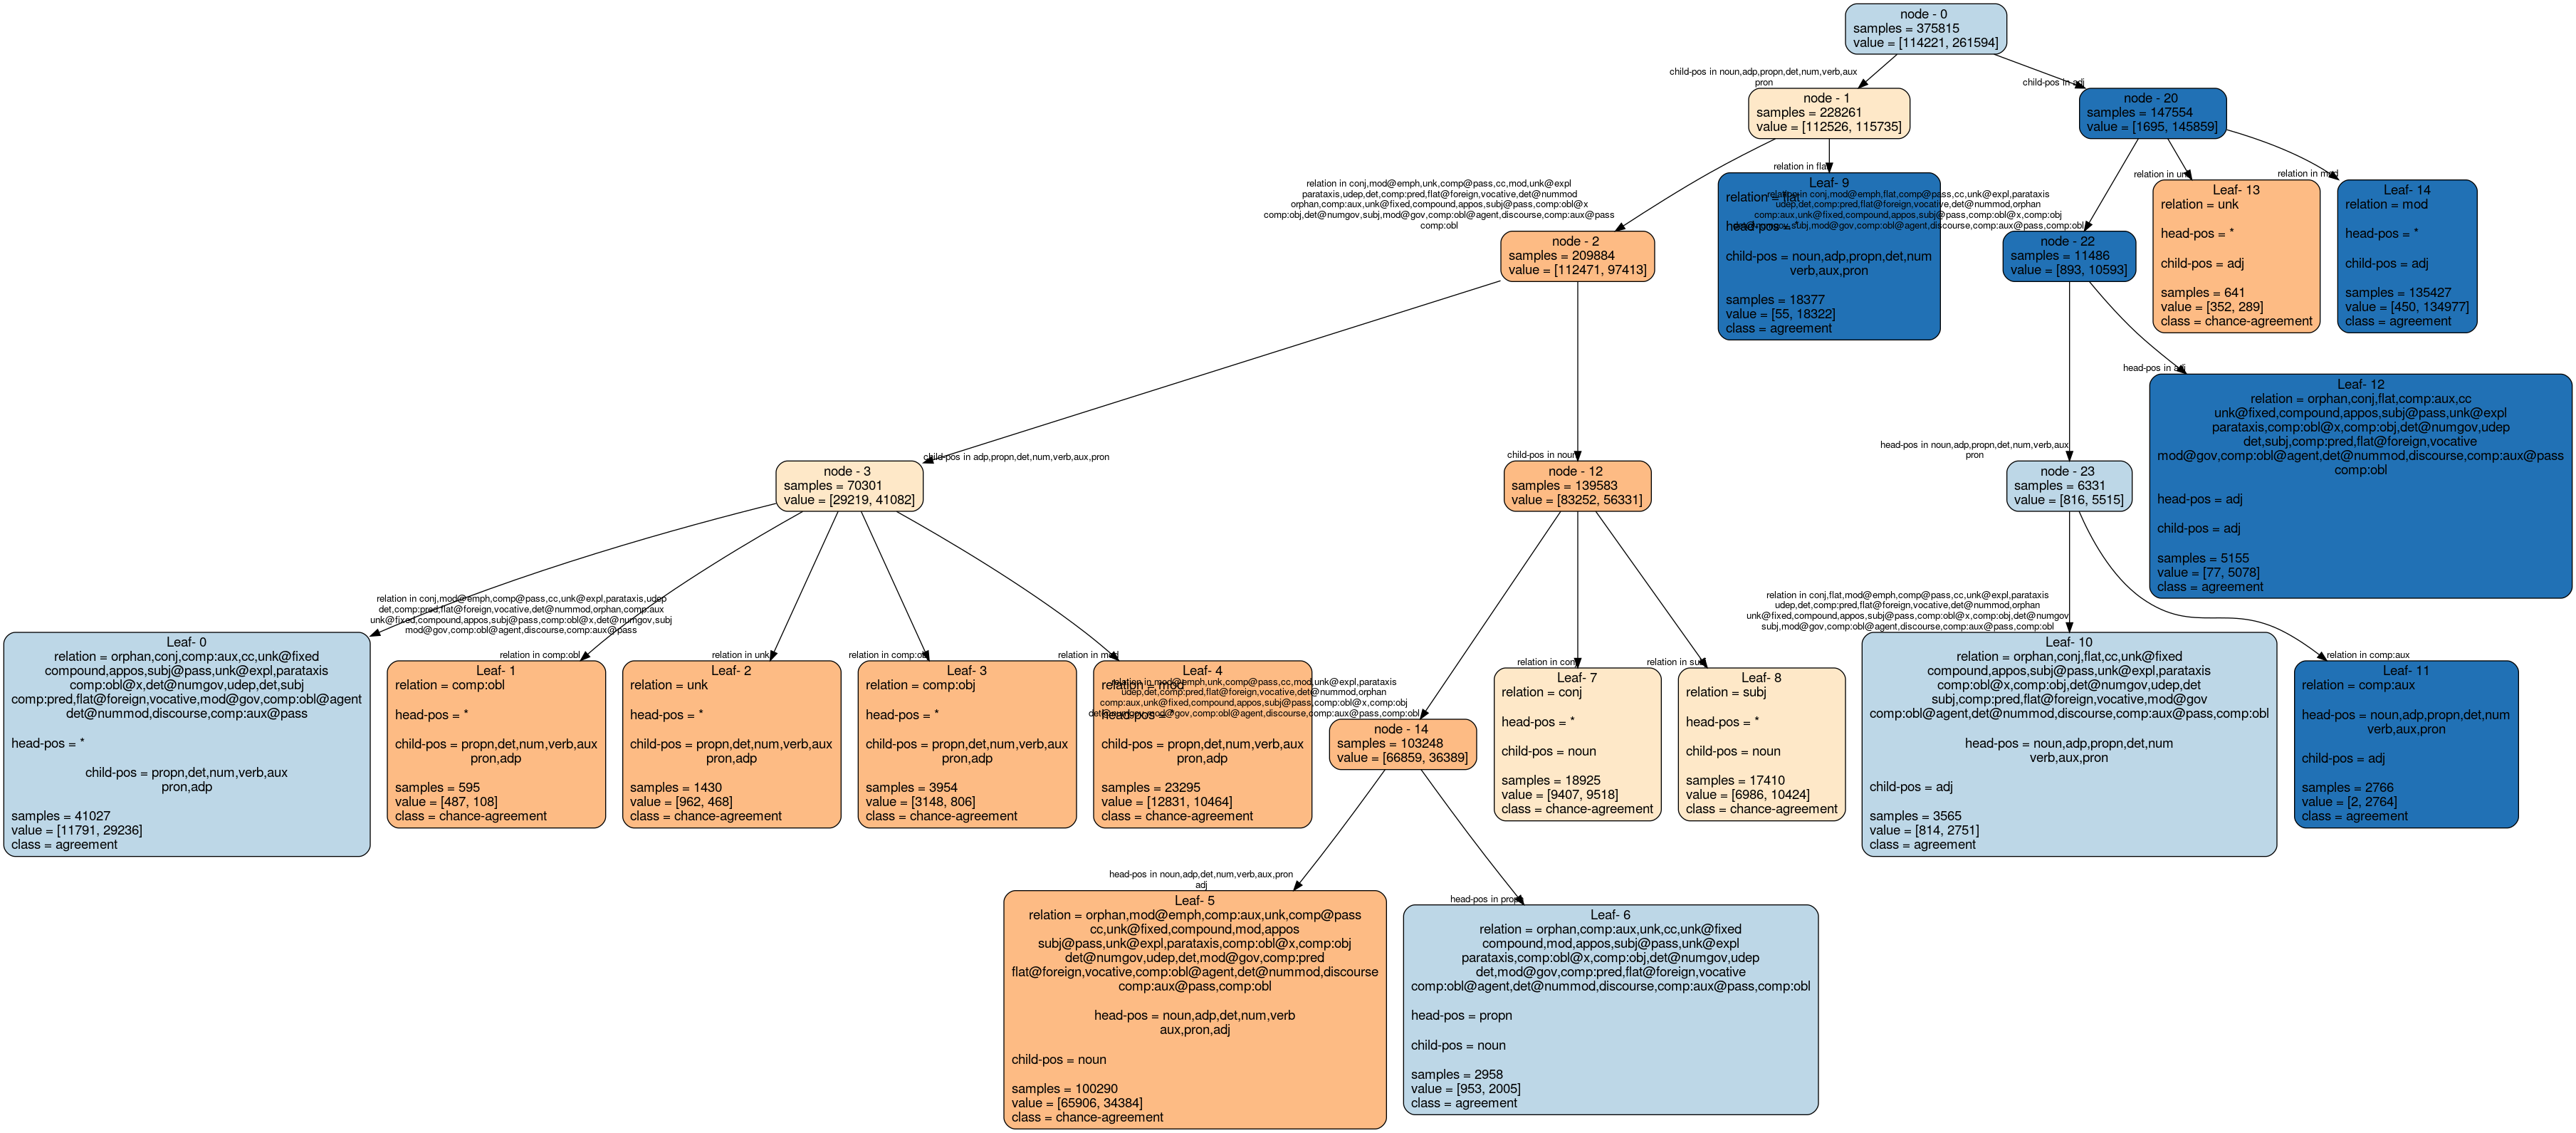 node - 0
samples = 375815
value = [114221, 261594]
child-pos in noun,adp,propn,det,num,verb,aux
pron
child-pos in adj
node - 1
samples = 228261
value = [112526, 115735]
node - 20
samples = 147554
value = [1695, 145859]
relation in conj,mod@emph,unk,comp@pass,cc,mod,unk@expl
parataxis,udep,det,comp:pred,flat@foreign,vocative,det@nummod
orphan,comp:aux,unk@fixed,compound,appos,subj@pass,comp:obl@x
comp:obj,det@numgov,subj,mod@gov,comp:obl@agent,discourse,comp:aux@pass
comp:obl
relation in flat
relation in conj,mod@emph,flat,comp@pass,cc,unk@expl,parataxis
udep,det,comp:pred,flat@foreign,vocative,det@nummod,orphan
comp:aux,unk@fixed,compound,appos,subj@pass,comp:obl@x,comp:obj
det@numgov,subj,mod@gov,comp:obl@agent,discourse,comp:aux@pass,comp:obl
relation in unk
relation in mod
node - 2
samples = 209884
value = [112471, 97413]
Leaf- 9
relation = flat
head-pos = *
child-pos = noun,adp,propn,det,num
verb,aux,pron
samples = 18377
value = [55, 18322]
class = agreement
node - 22
samples = 11486
value = [893, 10593]
Leaf- 13
relation = unk
head-pos = *
child-pos = adj
samples = 641
value = [352, 289]
class = chance-agreement
Leaf- 14
relation = mod
head-pos = *
child-pos = adj
samples = 135427
value = [450, 134977]
class = agreement
child-pos in adp,propn,det,num,verb,aux,pron
child-pos in noun
head-pos in noun,adp,propn,det,num,verb,aux
pron
head-pos in adj
node - 3
samples = 70301
value = [29219, 41082]
node - 12
samples = 139583
value = [83252, 56331]
node - 23
samples = 6331
value = [816, 5515]
Leaf- 12
relation = orphan,conj,flat,comp:aux,cc
unk@fixed,compound,appos,subj@pass,unk@expl
parataxis,comp:obl@x,comp:obj,det@numgov,udep
det,subj,comp:pred,flat@foreign,vocative
mod@gov,comp:obl@agent,det@nummod,discourse,comp:aux@pass
comp:obl
head-pos = adj
child-pos = adj
samples = 5155
value = [77, 5078]
class = agreement
relation in conj,mod@emph,comp@pass,cc,unk@expl,parataxis,udep
det,comp:pred,flat@foreign,vocative,det@nummod,orphan,comp:aux
unk@fixed,compound,appos,subj@pass,comp:obl@x,det@numgov,subj
mod@gov,comp:obl@agent,discourse,comp:aux@pass
relation in comp:obl
relation in unk
relation in comp:obj
relation in mod
relation in mod@emph,unk,comp@pass,cc,mod,unk@expl,parataxis
udep,det,comp:pred,flat@foreign,vocative,det@nummod,orphan
comp:aux,unk@fixed,compound,appos,subj@pass,comp:obl@x,comp:obj
det@numgov,mod@gov,comp:obl@agent,discourse,comp:aux@pass,comp:obl
relation in conj
relation in subj
relation in conj,flat,mod@emph,comp@pass,cc,unk@expl,parataxis
udep,det,comp:pred,flat@foreign,vocative,det@nummod,orphan
unk@fixed,compound,appos,subj@pass,comp:obl@x,comp:obj,det@numgov
subj,mod@gov,comp:obl@agent,discourse,comp:aux@pass,comp:obl
relation in comp:aux
Leaf- 0
relation = orphan,conj,comp:aux,cc,unk@fixed
compound,appos,subj@pass,unk@expl,parataxis
comp:obl@x,det@numgov,udep,det,subj
comp:pred,flat@foreign,vocative,mod@gov,comp:obl@agent
det@nummod,discourse,comp:aux@pass
head-pos = *
child-pos = propn,det,num,verb,aux
pron,adp
samples = 41027
value = [11791, 29236]
class = agreement
Leaf- 1
relation = comp:obl
head-pos = *
child-pos = propn,det,num,verb,aux
pron,adp
samples = 595
value = [487, 108]
class = chance-agreement
Leaf- 2
relation = unk
head-pos = *
child-pos = propn,det,num,verb,aux
pron,adp
samples = 1430
value = [962, 468]
class = chance-agreement
Leaf- 3
relation = comp:obj
head-pos = *
child-pos = propn,det,num,verb,aux
pron,adp
samples = 3954
value = [3148, 806]
class = chance-agreement
Leaf- 4
relation = mod
head-pos = *
child-pos = propn,det,num,verb,aux
pron,adp
samples = 23295
value = [12831, 10464]
class = chance-agreement
node - 14
samples = 103248
value = [66859, 36389]
Leaf- 7
relation = conj
head-pos = *
child-pos = noun
samples = 18925
value = [9407, 9518]
class = chance-agreement
Leaf- 8
relation = subj
head-pos = *
child-pos = noun
samples = 17410
value = [6986, 10424]
class = chance-agreement
Leaf- 10
relation = orphan,conj,flat,cc,unk@fixed
compound,appos,subj@pass,unk@expl,parataxis
comp:obl@x,comp:obj,det@numgov,udep,det
subj,comp:pred,flat@foreign,vocative,mod@gov
comp:obl@agent,det@nummod,discourse,comp:aux@pass,comp:obl
head-pos = noun,adp,propn,det,num
verb,aux,pron
child-pos = adj
samples = 3565
value = [814, 2751]
class = agreement
Leaf- 11
relation = comp:aux
head-pos = noun,adp,propn,det,num
verb,aux,pron
child-pos = adj
samples = 2766
value = [2, 2764]
class = agreement
head-pos in noun,adp,det,num,verb,aux,pron
adj
head-pos in propn
Leaf- 5
relation = orphan,mod@emph,comp:aux,unk,comp@pass
cc,unk@fixed,compound,mod,appos
subj@pass,unk@expl,parataxis,comp:obl@x,comp:obj
det@numgov,udep,det,mod@gov,comp:pred
flat@foreign,vocative,comp:obl@agent,det@nummod,discourse
comp:aux@pass,comp:obl
head-pos = noun,adp,det,num,verb
aux,pron,adj
child-pos = noun
samples = 100290
value = [65906, 34384]
class = chance-agreement
Leaf- 6
relation = orphan,comp:aux,unk,cc,unk@fixed
compound,mod,appos,subj@pass,unk@expl
parataxis,comp:obl@x,comp:obj,det@numgov,udep
det,mod@gov,comp:pred,flat@foreign,vocative
comp:obl@agent,det@nummod,discourse,comp:aux@pass,comp:obl
head-pos = propn
child-pos = noun
samples = 2958
value = [953, 2005]
class = agreement